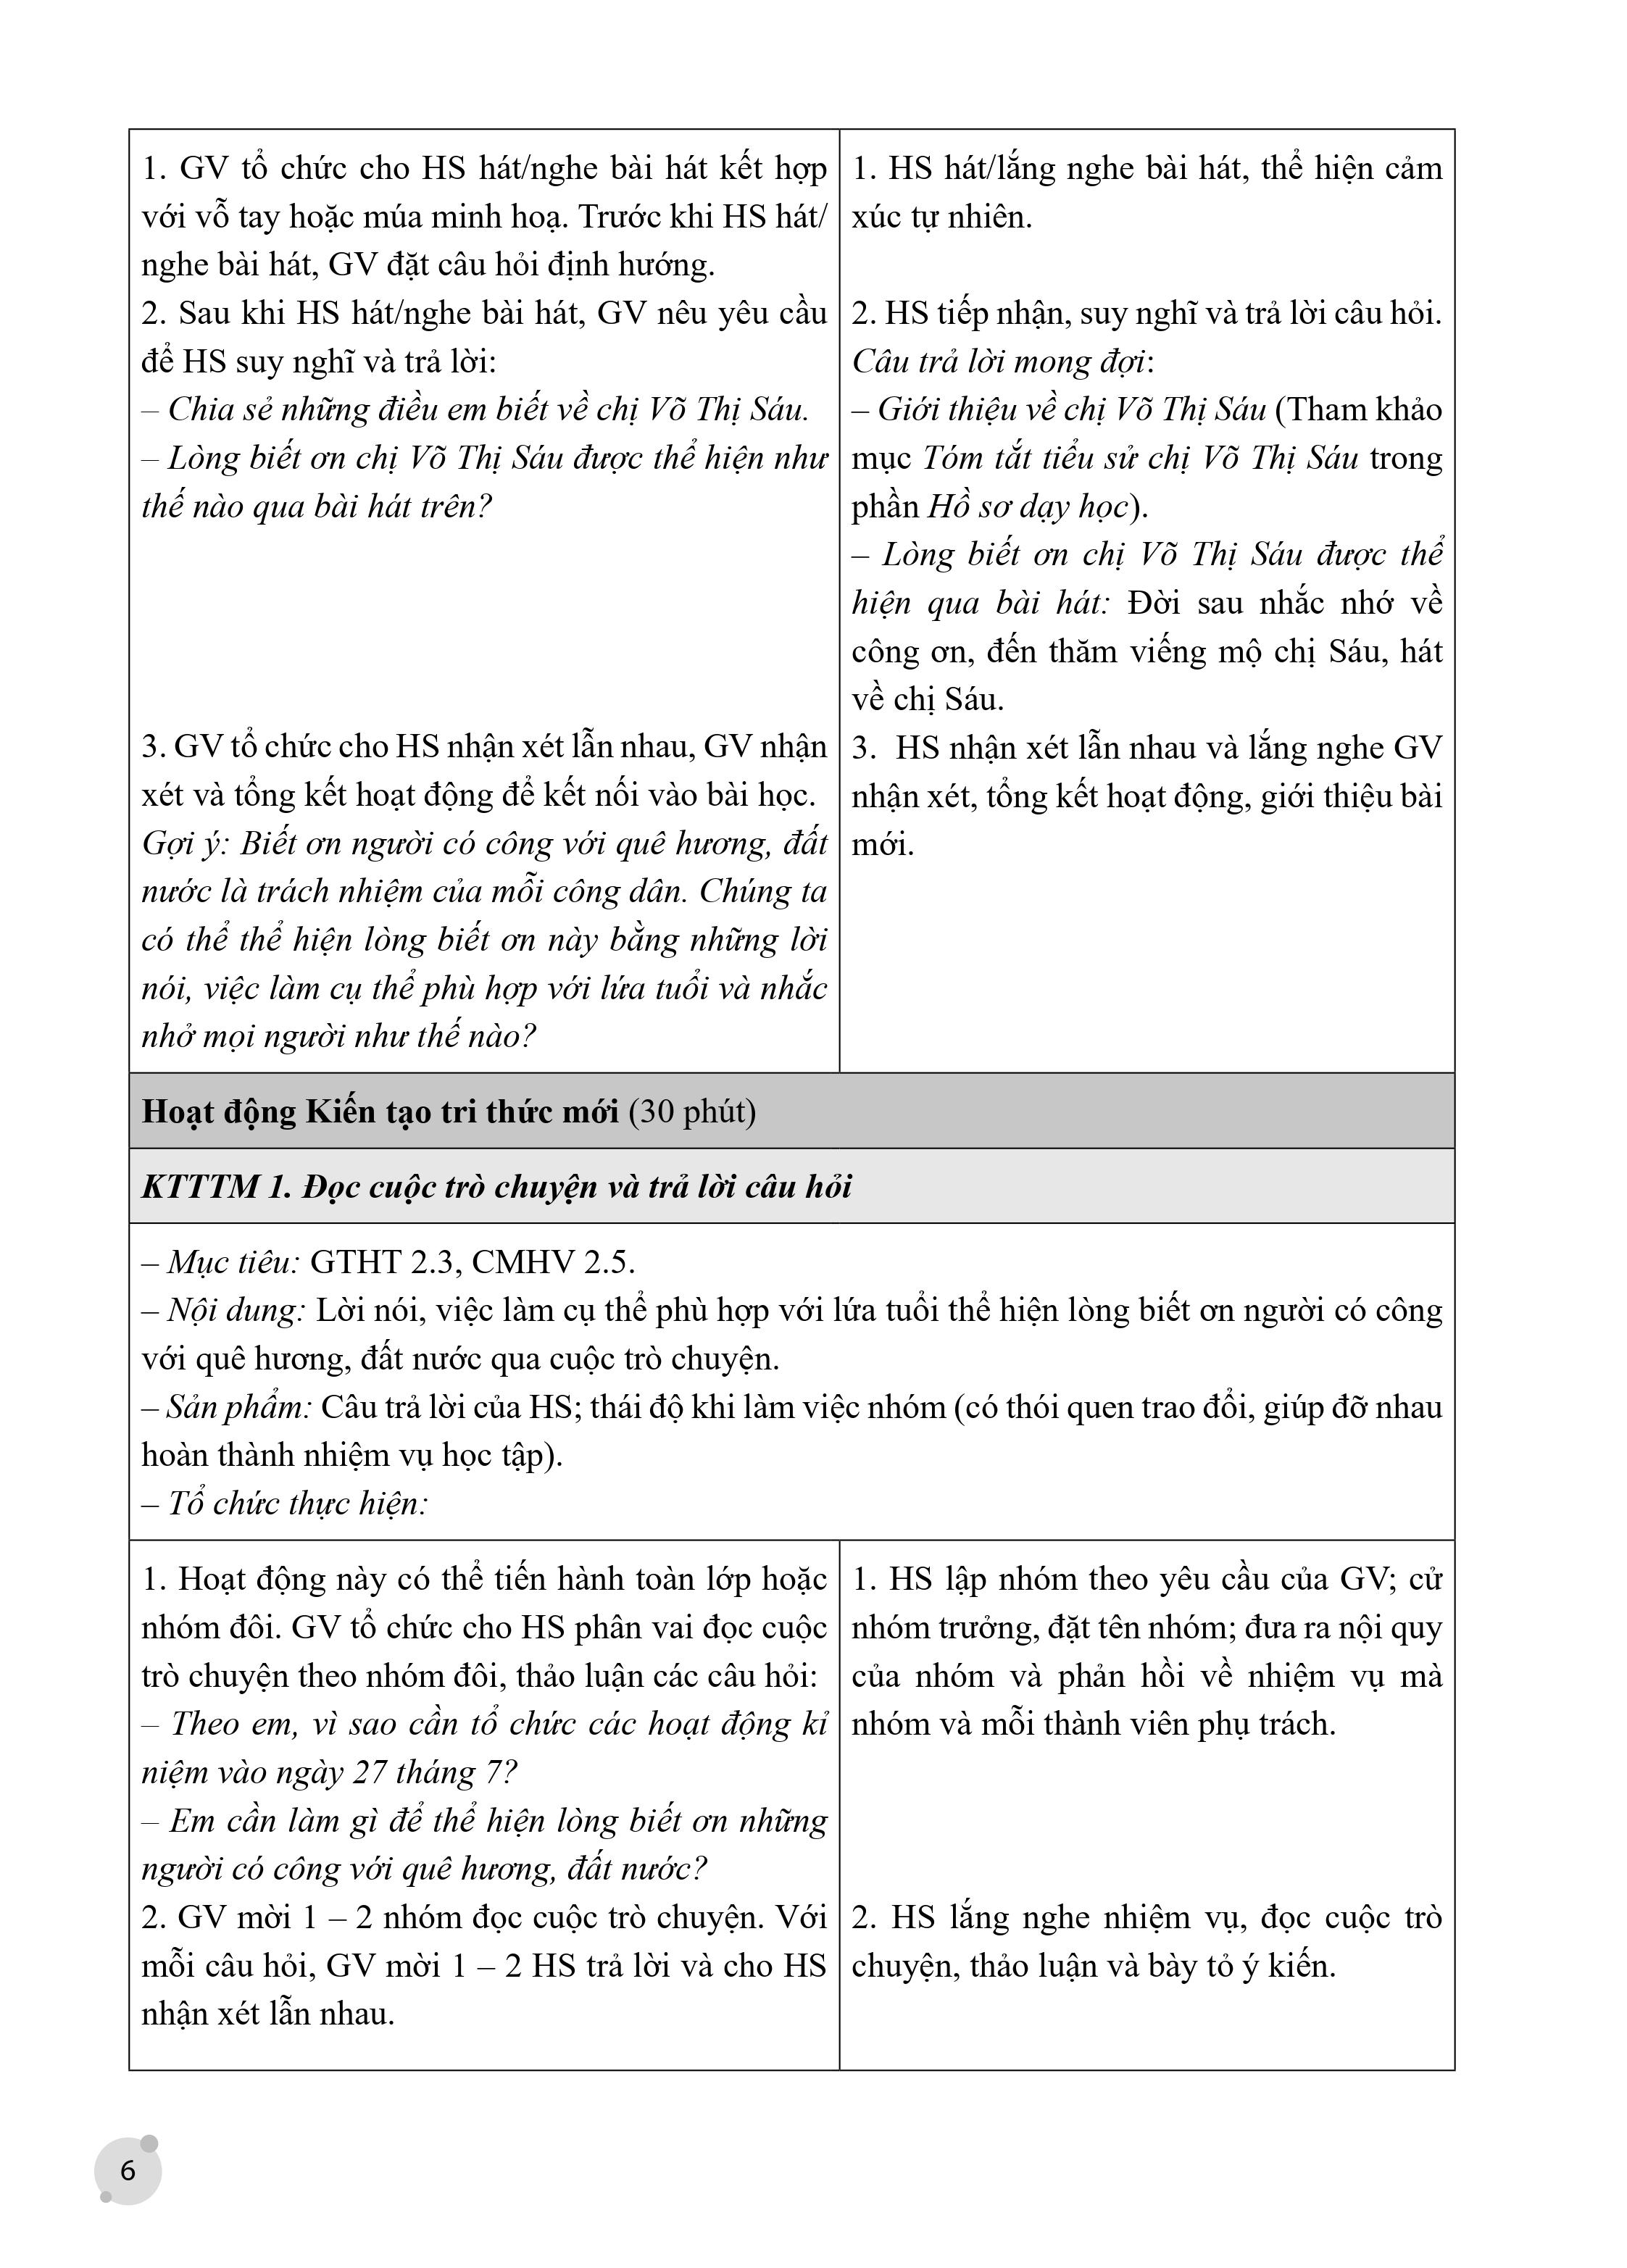 1. GV tổ chức cho HS hát/nghe bài hát kết hợp
với vỗ tay hoặc múa minh hoạ. Trước khi HS hát/
nghe bài hát, GV đặt câu hỏi định hướng.
2. Sau khi HS hát/nghe bài hát, GV nêu yêu cầu
để HS suy nghĩ và trả lời:
– Chia sẻ những điều em biết về chị Võ Thị Sáu.
– Lòng biết ơn chị Võ Thị Sáu được thể hiện như
thế nào qua bài hát trên?
3. GV tổ chức cho HS nhận xét lẫn nhau, GV nhận
xét và tổng kết hoạt động để kết nối vào bài học.
Gợi ý: Biết ơn người có công với quê hương, đất
nước là trách nhiệm của mỗi công dân. Chúng ta
có thể thể hiện lòng biết ơn này bằng những lời
nói, việc làm cụ thể phù hợp với lứa tuổi và nhắc
nhở mọi người như thế nào?
1. HS hát/lắng nghe bài hát, thể hiện cảm
xúc tự nhiên.
2. HS tiếp nhận, suy nghĩ và trả lời câu hỏi.
Câu trả lời mong đợi:
– Giới thiệu về chị Võ Thị Sáu (Tham khảo
mục Tóm tắt tiểu sử chị Võ Thị Sáu trong
phần Hồ sơ dạy học).
– Lòng biết ơn chị Võ Thị Sáu được thể
hiện qua bài hát: Đời sau nhắc nhớ về
công ơn, đến thăm viếng mộ chị Sáu, hát
về chị Sáu.
3. HS nhận xét lẫn nhau và lắng nghe GV
nhận xét, tổng kết hoạt động, giới thiệu bài
mới.
Hoạt động Kiến tạo tri thức mới (30 phút)
KTTTM 1. Đọc cuộc trò chuyện và trả lời câu hỏi
– Mục tiêu: GTHT 2.3, CMHV 2.5.
– Nội dung: Lời nói, việc làm cụ thể phù hợp với lứa tuổi thể hiện lòng biết ơn người có công
với quê hương, đất nước qua cuộc trò chuyện.
– Sản phẩm: Câu trả lời của HS; thái độ khi làm việc nhóm (có thói quen trao đổi, giúp đỡ nhau
hoàn thành nhiệm vụ học tập).
– Tổ chức thực hiện:
1. Hoạt động này có thể tiến hành toàn lớp hoặc
nhóm đôi. GV tổ chức cho HS phân vai đọc cuộc
trò chuyện theo nhóm đôi, thảo luận các câu hỏi:
– Theo em, vì sao cần tổ chức các hoạt động kỉ
niệm vào ngày 27 tháng 7?
– Em cần làm gì để thể hiện lòng biết ơn những
người có công với quê hương, đất nước?
2. GV mời 1 – 2 nhóm đọc cuộc trò chuyện. Với
mỗi câu hỏi, GV mời 1 – 2 HS trả lời và cho HS
nhận xét lẫn nhau.
1. HS lập nhóm theo yêu cầu của GV; cử
nhóm trưởng, đặt tên nhóm; đưa ra nội quy
của nhóm và phản hồi về nhiệm vụ mà
nhóm và mỗi thành viên phụ trách.
2. HS lắng nghe nhiệm vụ, đọc cuộc trò
chuyện, thảo luận và bày tỏ ý kiến.
6